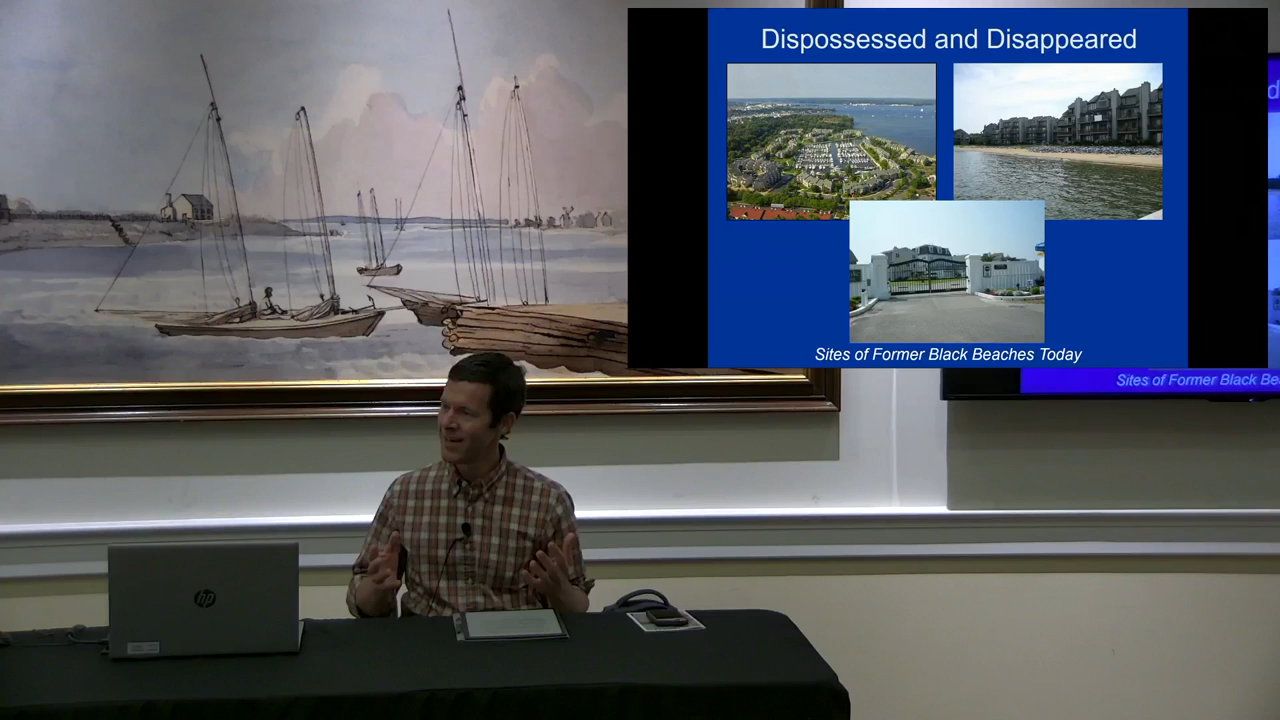 Dispossessed and Disappeared
Sites of Former Black Beaches Today
d
Sites of Former Black Be
hp